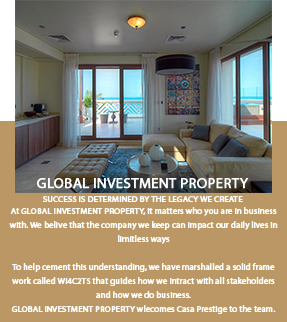 GLOBAL INVESTMENT PROPERTY
SUCCESS IS DETERMINED BY THE LEGACY WE CREATE
At GLOBAL INVESTMENT PROPERTY, it matters who you are in business
with. We belive that the company we keep can impact our daily lives in
limitless ways
To help cement this understanding, we have marshalled a solid frame
work called WI4C2TS that guides how we intract with all stakeholders
and how we do business.
GLOBAL INVESTMENT PROPERTY wlecomes Casa Prestige to the team.